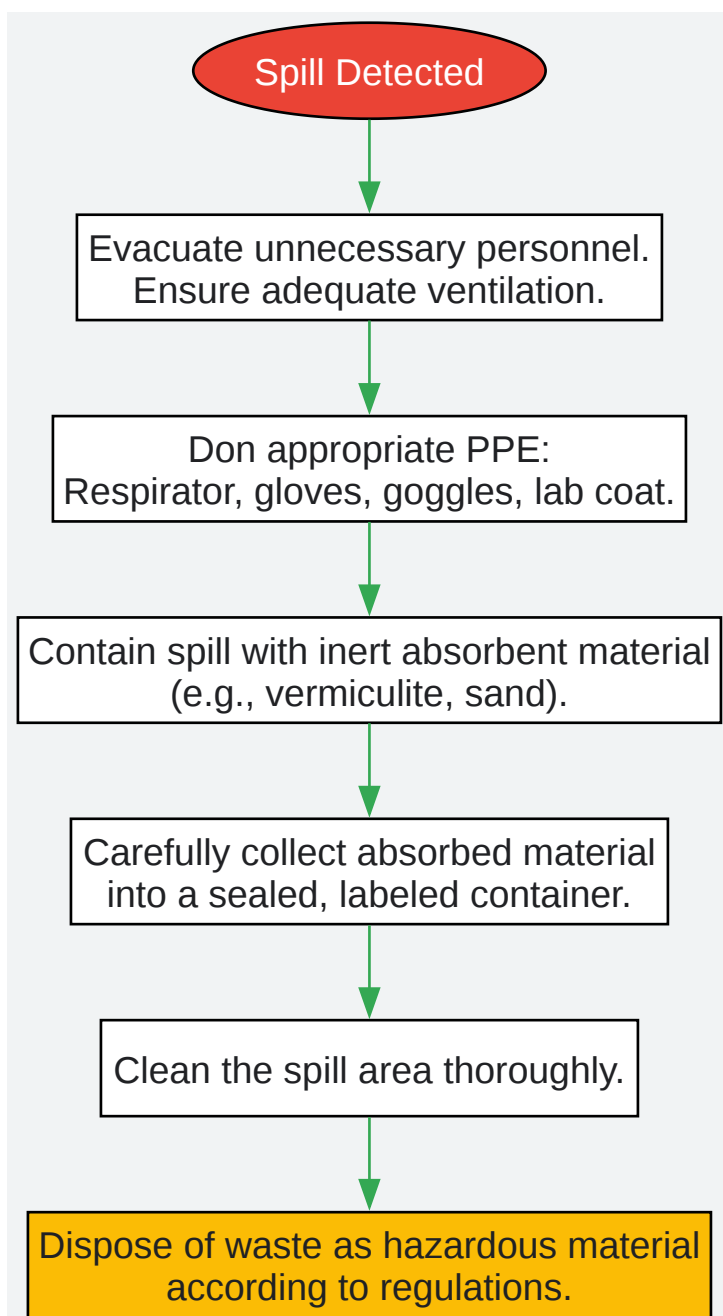 Spill Detected
Evacuate unnecessary personnel.
Ensure adequate ventilation.
Don appropriate PPE:
Respirator, gloves, goggles, lab coat.
Contain spill with inert absorbent material
(e.g., vermiculite, sand).
Carefully collect absorbed material
into a sealed, labeled container.
Clean the spill area thoroughly.
Dispose of waste as hazardous material
according to regulations.